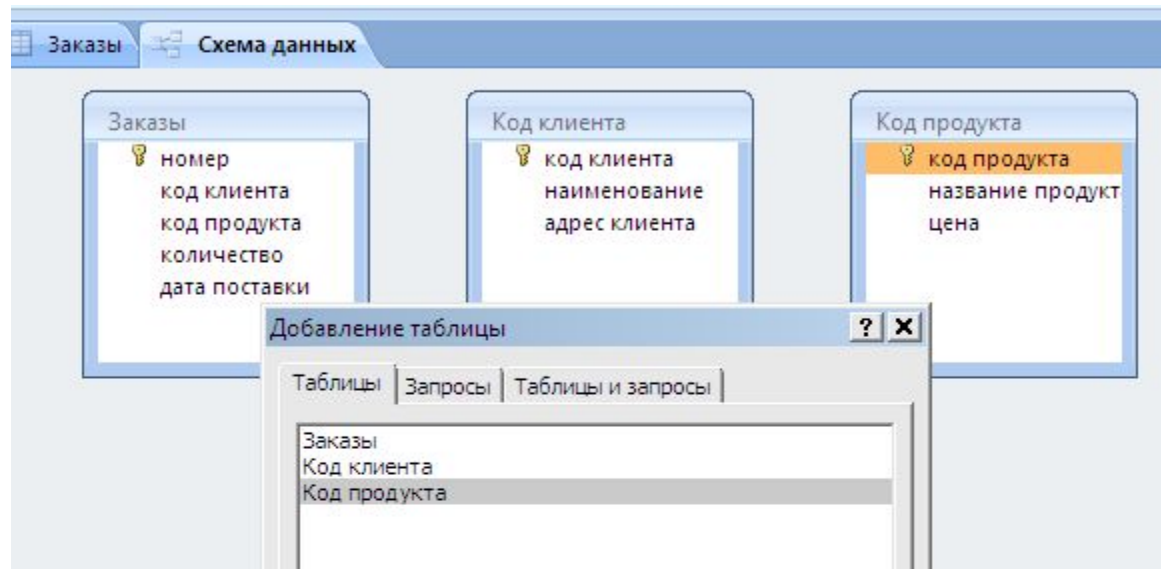 Заказы Схема данных
Заказы
номер
код клиента
код продукта
количество
дата поставки
Код клиента
код клиента
наименование
адрес клиента
Код продукта
код продукта
название продукт
цена
Добавление таблицы ?
Таблицы Запросы Таблицы и запросы
Заказы
Код клиента
Код продукта